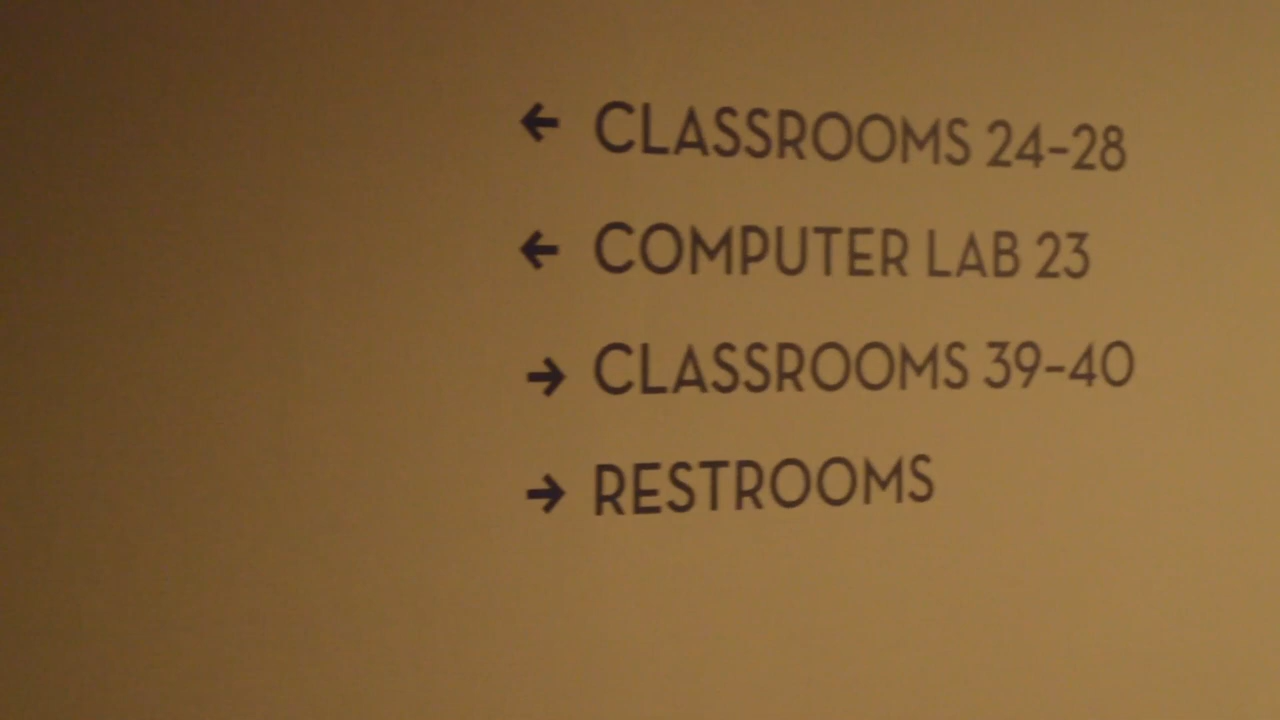 ← CLASSROOMS 24-28
← COMPUTER LAB 23
→ CLASSROOMS 39-40
→ RESTROOMS